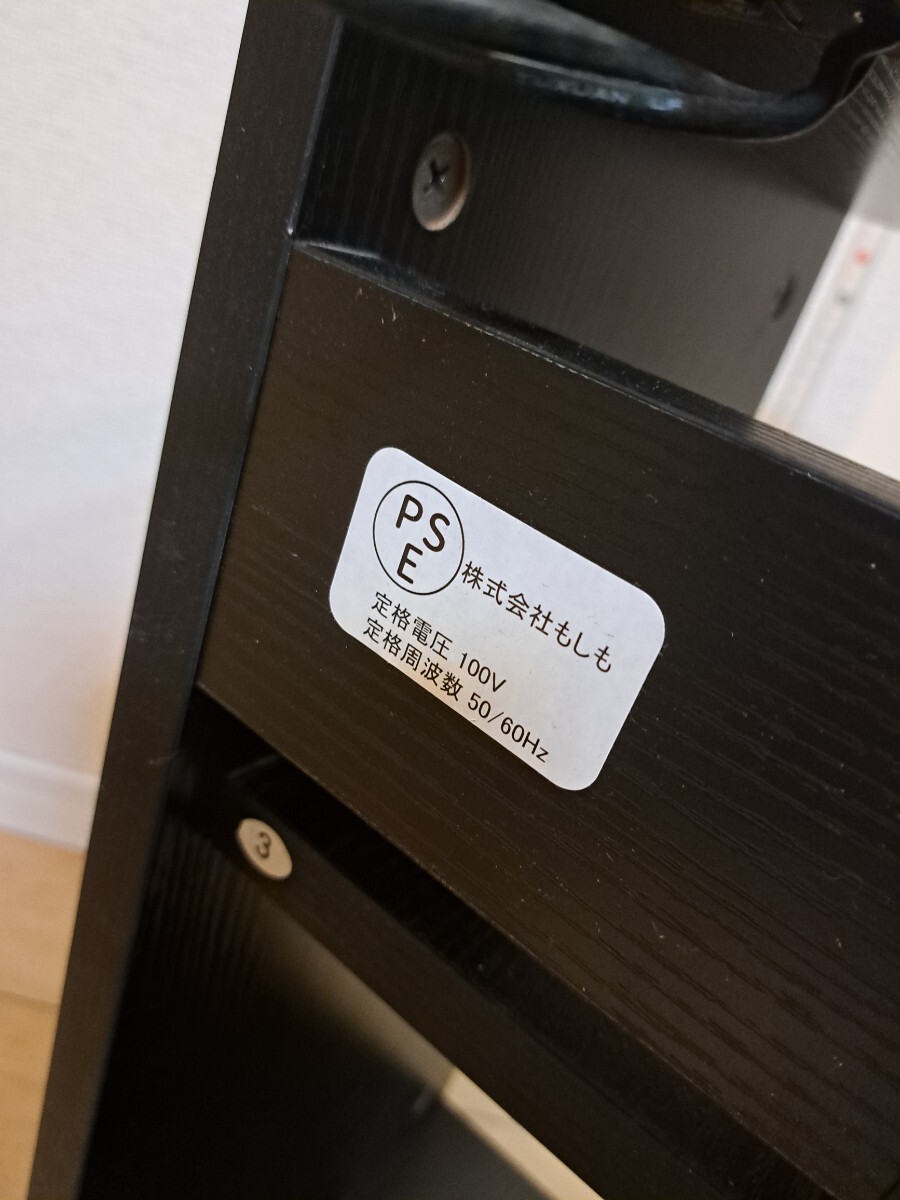 PS
E
株式会社もしも
定格電圧 100V
定格周波数 50/60Hz
3